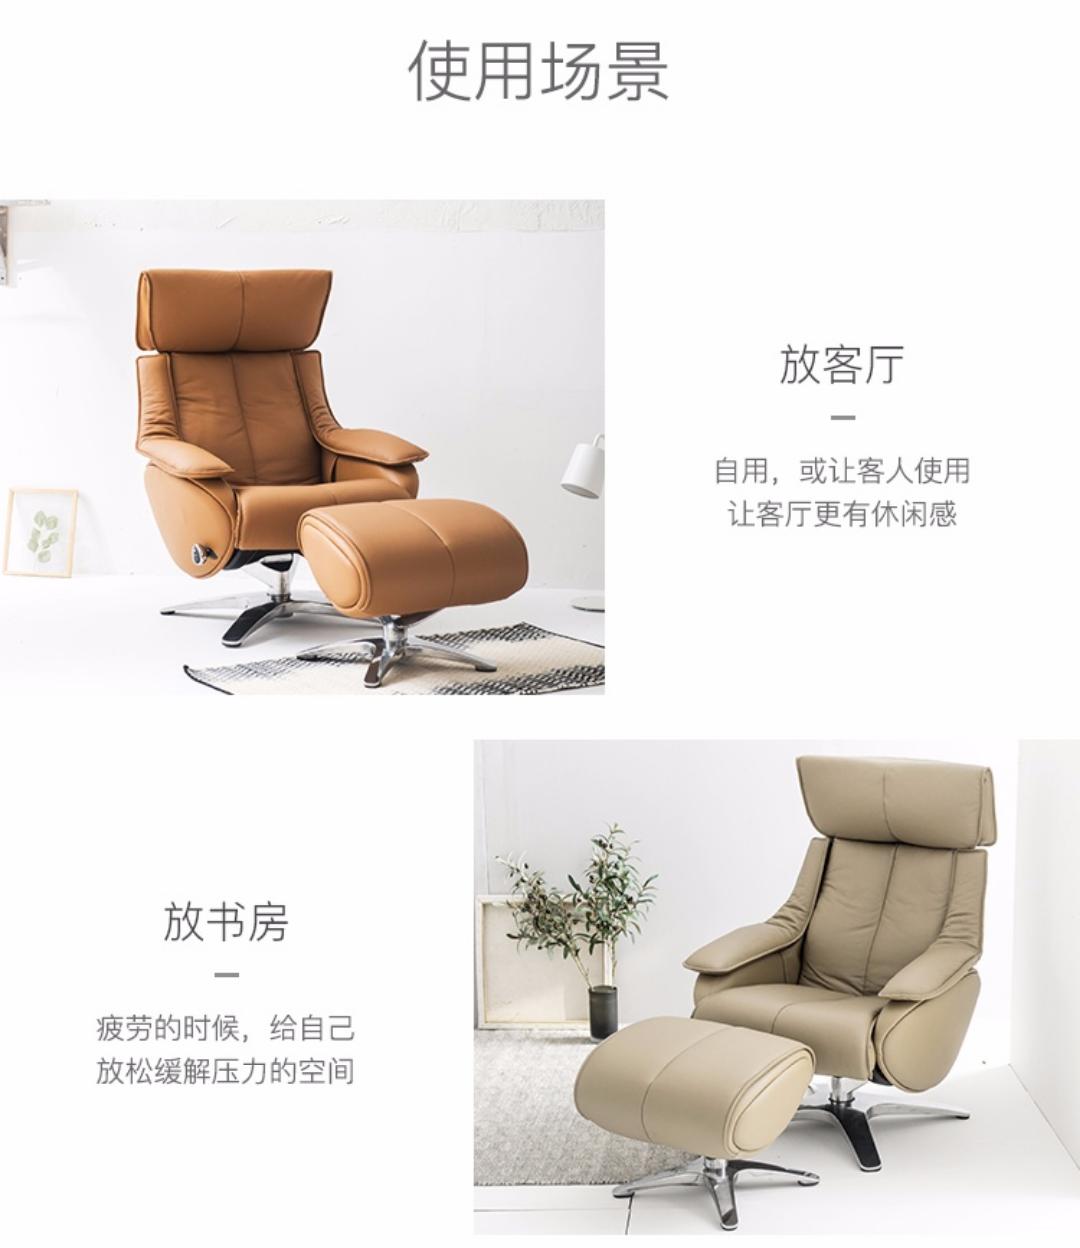 使用场景
放客厅
自用，或让客人使用
让客厅更有休闲感
放书房
疲劳的时候，给自己
放松缓解压力的空间